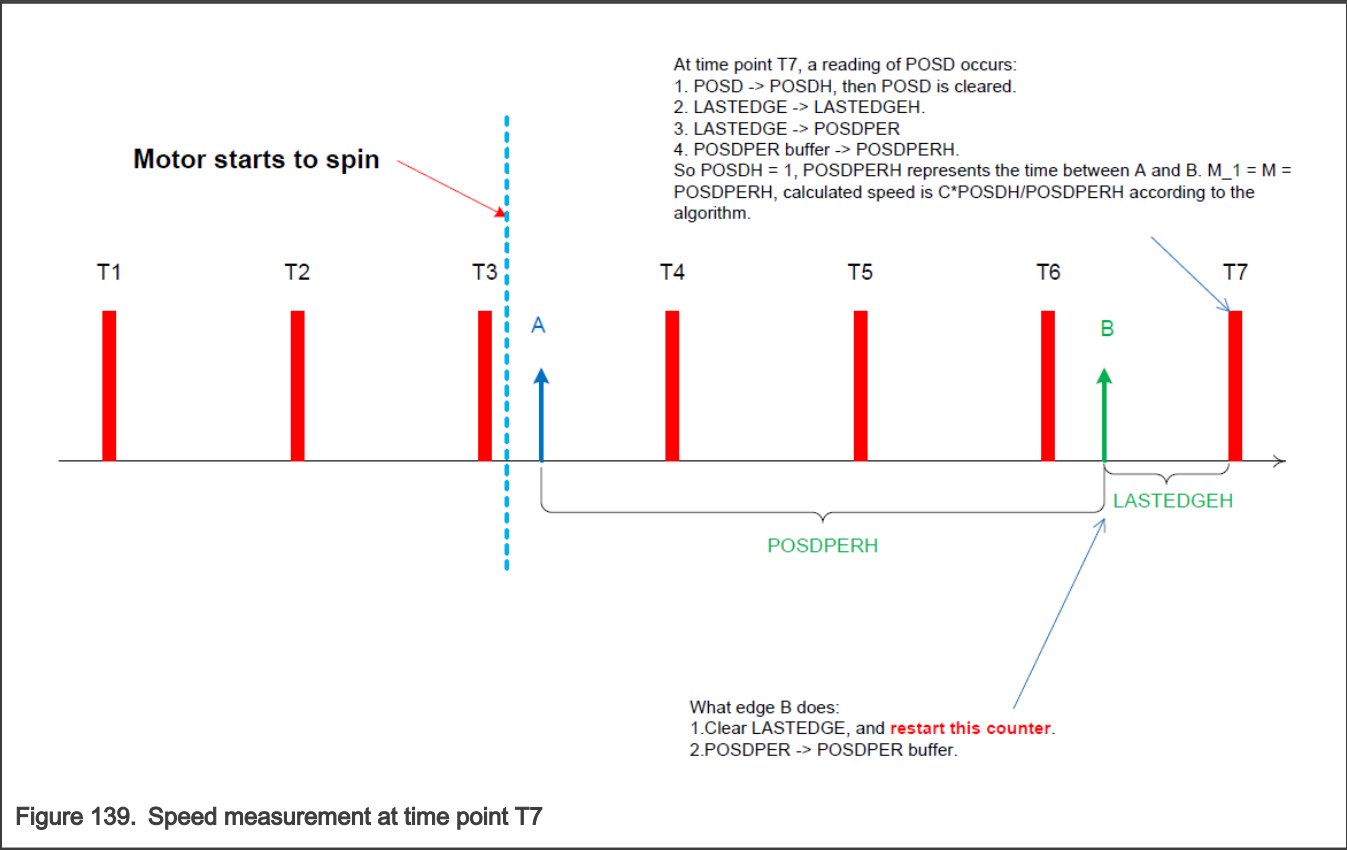 At time point T7, a reading of POSD occurs:
1. POSD -> POSDH, then POSD is cleared.
2. LASTEDGE -> LASTEDGEH.
3. LASTEDGE -> POSDPER
4. POSDPER buffer -> POSDPERH.
So POSDH = 1, POSDPERH represents the time between A and B. M_1 = M =
POSDPERH, calculated speed is C*POSDH/POSDPERH according to the
algorithm.
Motor starts to spin
T1 T2 T3 T4 T5 T6 T7
A B
LASTEDGEH
POSDPERH
What edge B does:
1.Clear LASTEDGE, and restart this counter.
2.POSDPER -> POSDPER buffer.
Figure 139. Speed measurement at time point T7